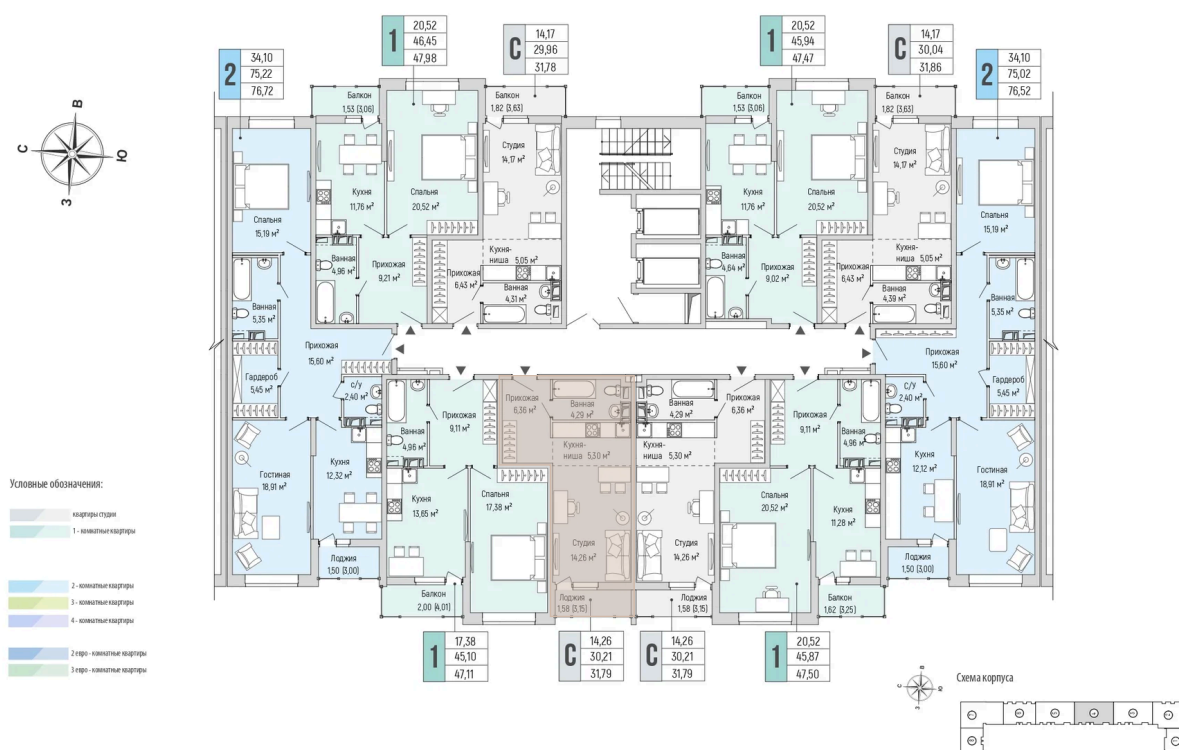 20,52
46,45
47,98
1
14,17
29,96
31,78
С
20,52
45,94
47,47
1
14,17
30,04
31,86
С
34,10
75,22
76,72
2
34,10
75,02
76,52
2
В
С
Ю
З
Балкон
1,53 (3,06)
Балкон
1,82 (3,63)
Балкон
1,53 (3,06)
Балкон
1,82 (3,63)
Спальня
15,19 м²
Кухня
11,76 м²
Спальня
20,52 м²
Студия
14,17 м²
Кухня
11,76 м²
Спальня
20,52 м²
Студия
14,17 м²
Спальня
15,19 м²
Ванная
4,96 м²
Прихожая
9,21 м²
Прихожая
6,43 м²
Кухня-
ниша 5,05 м²
Ванная
4,31 м²
Ванная
4,64 м²
Прихожая
9,02 м²
Прихожая
6,43 м²
Кухня-
ниша 5,05 м²
Ванная
4,39 м²
Ванная
5,35 м²
Ванная
5,35 м²
Прихожая
15,60 м²
Гардероб
5,45 м²
с/у
2,40 м²
Прихожая
15,60 м²
Гардероб
5,45 м²
с/у
2,40 м²
Гостиная
18,91 м²
Кухня
12,32 м²
Лоджия
1,50 (3,00)
Ванная
4,96 м²
Прихожая
9,11 м²
Кухня
13,65 м²
Спальня
17,38 м²
Балкон
2,00 (4,01)
Прихожая
6,36 м²
Ванная
4,29 м²
Кухня-
ниша 5,30 м²
Студия
14,26 м²
Лоджия
1,58 (3,15)
Ванная
4,29 м²
Прихожая
6,36 м²
Кухня-
ниша 5,30 м²
Студия
14,26 м²
Лоджия
1,58 (3,15)
Прихожая
9,11 м²
Ванная
4,96 м²
Спальня
20,52 м²
Кухня
11,28 м²
Балкон
1,62 (3,25)
Кухня
12,12 м²
Гостиная
18,91 м²
Лоджия
1,50 (3,00)
1
17,38
45,10
47,11
С
14,26
30,21
31,79
С
14,26
30,21
31,79
1
20,52
45,87
47,50
Условные обозначения:
квартиры студии
1 - комнатные квартиры
2 - комнатные квартиры
3 - комнатные квартиры
4 - комнатные квартиры
2 евро - комнатные квартиры
3 евро - комнатные квартиры
В
С
Ю
З
Схема корпуса